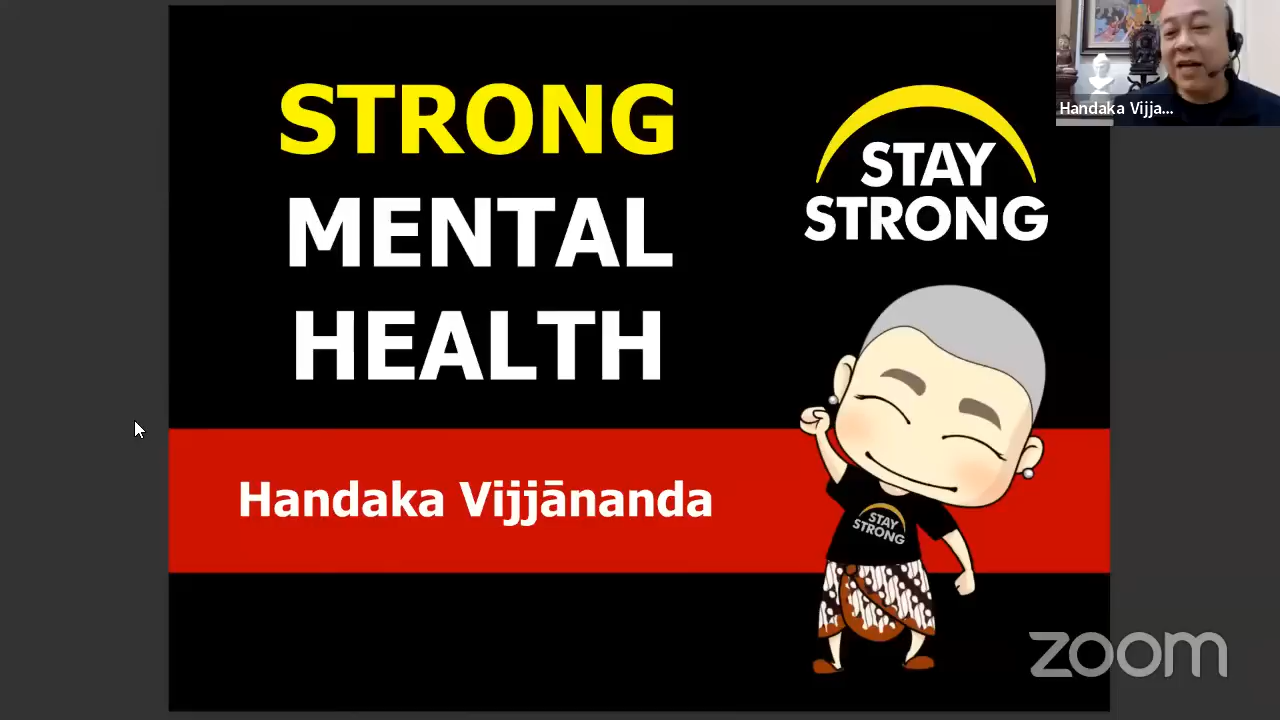 STRONG
MENTAL
HEALTH
STAY
STRONG
Handaka Vijjānanda
STAY
STRONG
Handaka Vijja...
zoom